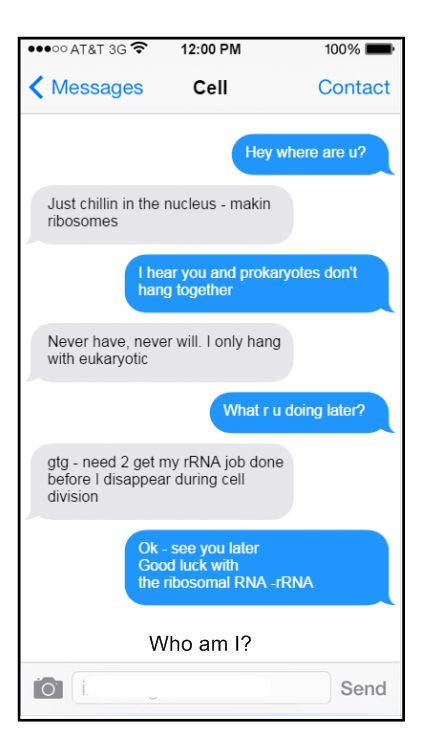 AT&T 3G 12:00 PM 100%
Messages Cell Contact
Hey where are u?
Just chillin in the nucleus - makin
ribosomes
I hear you and prokaryotes don't
hang together
Never have, never will. I only hang
with eukaryotic
What r u doing later?
gtg - need 2 get my rRNA job done
before I disappear during cell
division
Ok - see you later
Good luck with
the ribosomal RNA -rRNA
Who am I?
Send